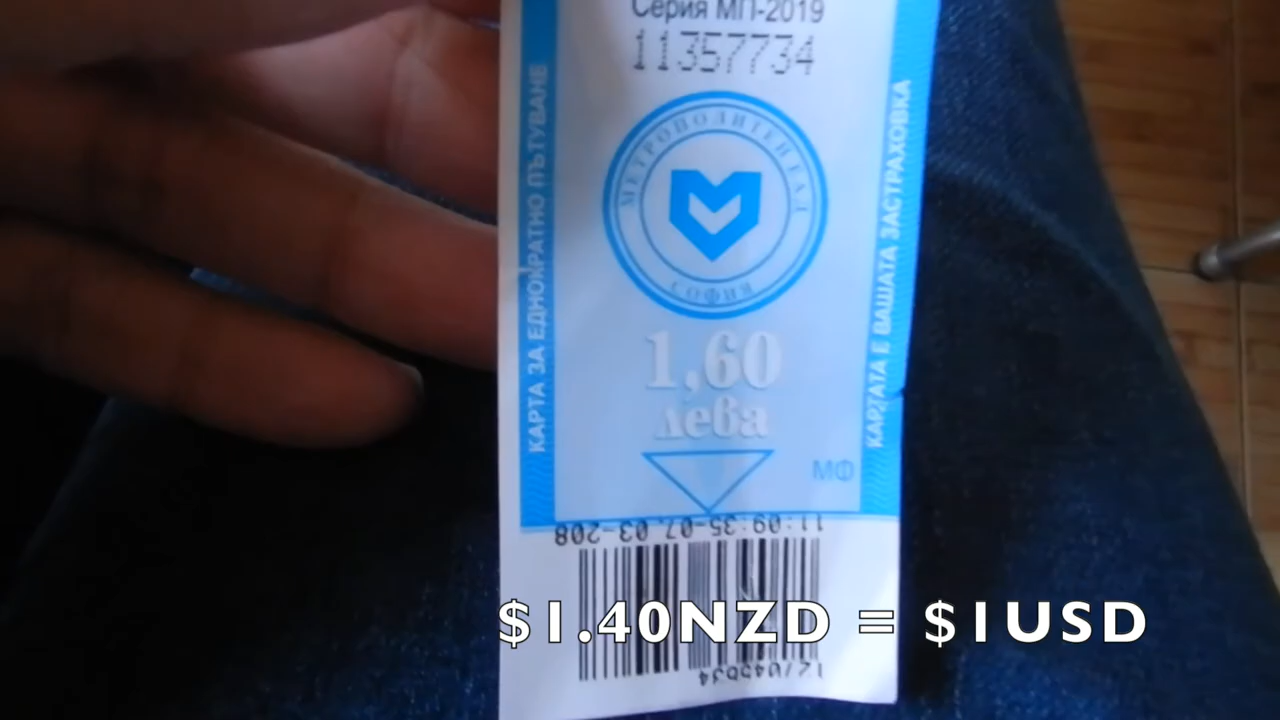 Серия МП-2019
11357734
КАРТА ЗА ЕДНОКРАТНО ПЪТУВАНЕ
МЕТРОПОЛИТЕН ЕАД
СОФИЯ
1,60
лева
МФ
КАРТАТА Е ВАШАТА ЗАСТРАХОВКА
11:09:35-07.03-208
$1.40NZD = $1USD